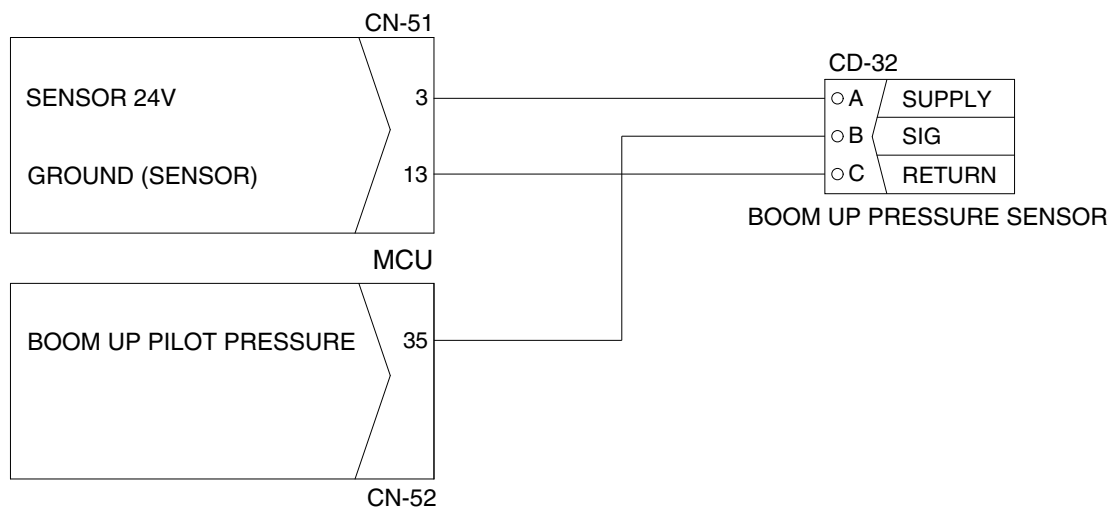 CN-51
SENSOR 24V
3
GROUND (SENSOR)
13
MCU
BOOM UP PILOT PRESSURE
35
CN-52
CD-32
A SUPPLY
B SIG
C RETURN
BOOM UP PRESSURE SENSOR